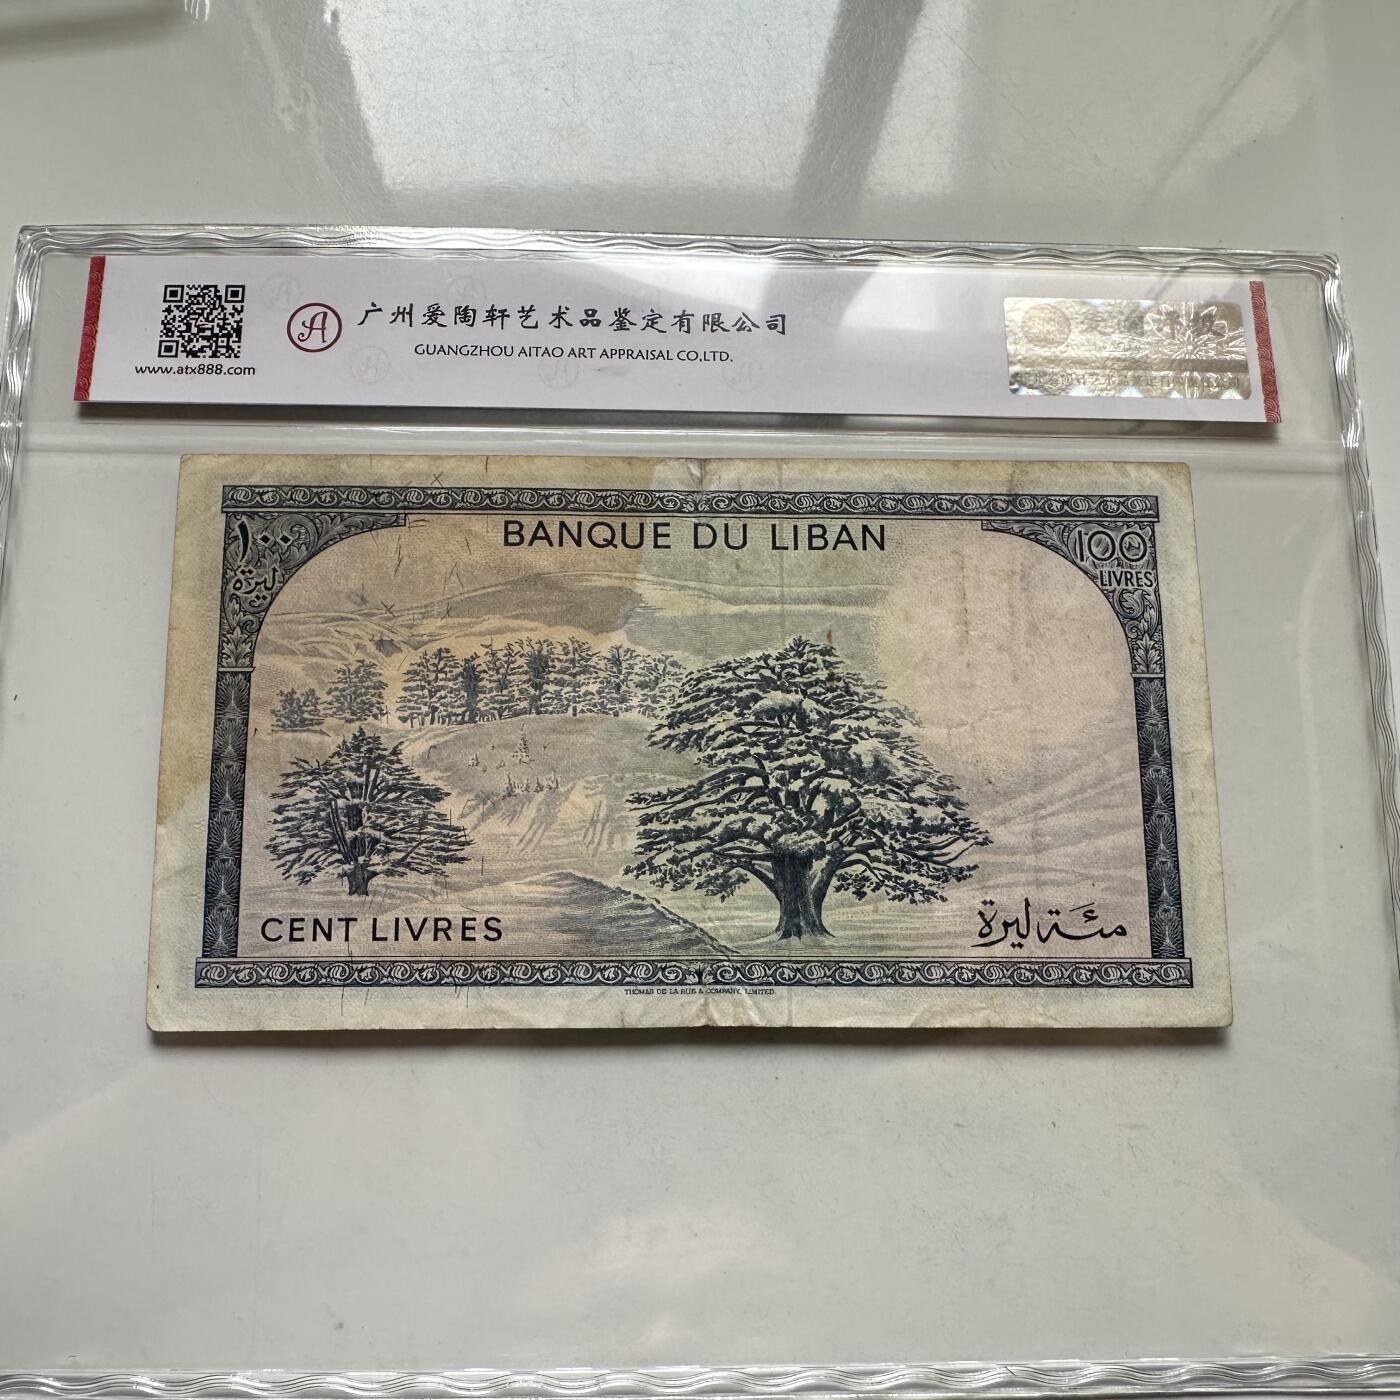 www.atx888.com
A
广州爱陶轩艺术品鉴定有限公司
GUANGZHOU AITAO ART APPRAISAL CO.,LTD.
BANQUE DU LIBAN
١٠٠
ليرة
100
LIVRES
CENT LIVRES
مئة ليرة
THOMAS DE LA RUE & COMPANY, LIMITED.